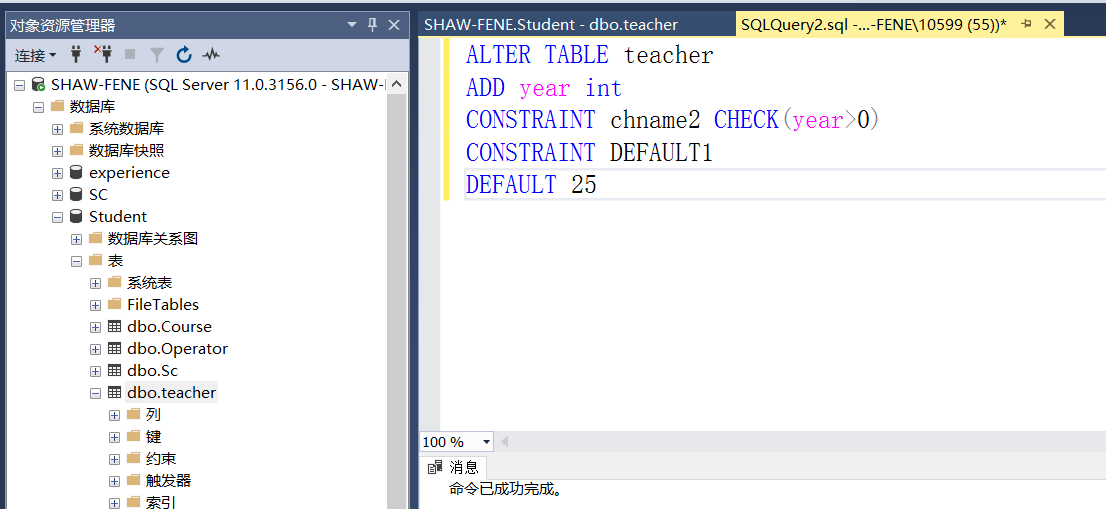 对象资源管理器
连接
SHAW-FENE (SQL Server 11.0.3156.0 - SHAW-
数据库
系统数据库
数据库快照
experience
SC
Student
数据库关系图
表
系统表
FileTables
dbo.Course
dbo.Operator
dbo.Sc
dbo.teacher
列
键
约束
触发器
索引
SHAW-FENE.Student - dbo.teacher
SQLQuery2.sql -...-FENE\10599 (55))*
ALTER TABLE teacher
ADD year int
CONSTRAINT chname2 CHECK(year>0)
CONSTRAINT DEFAULT1
DEFAULT 25
100 %
消息
命令已成功完成。